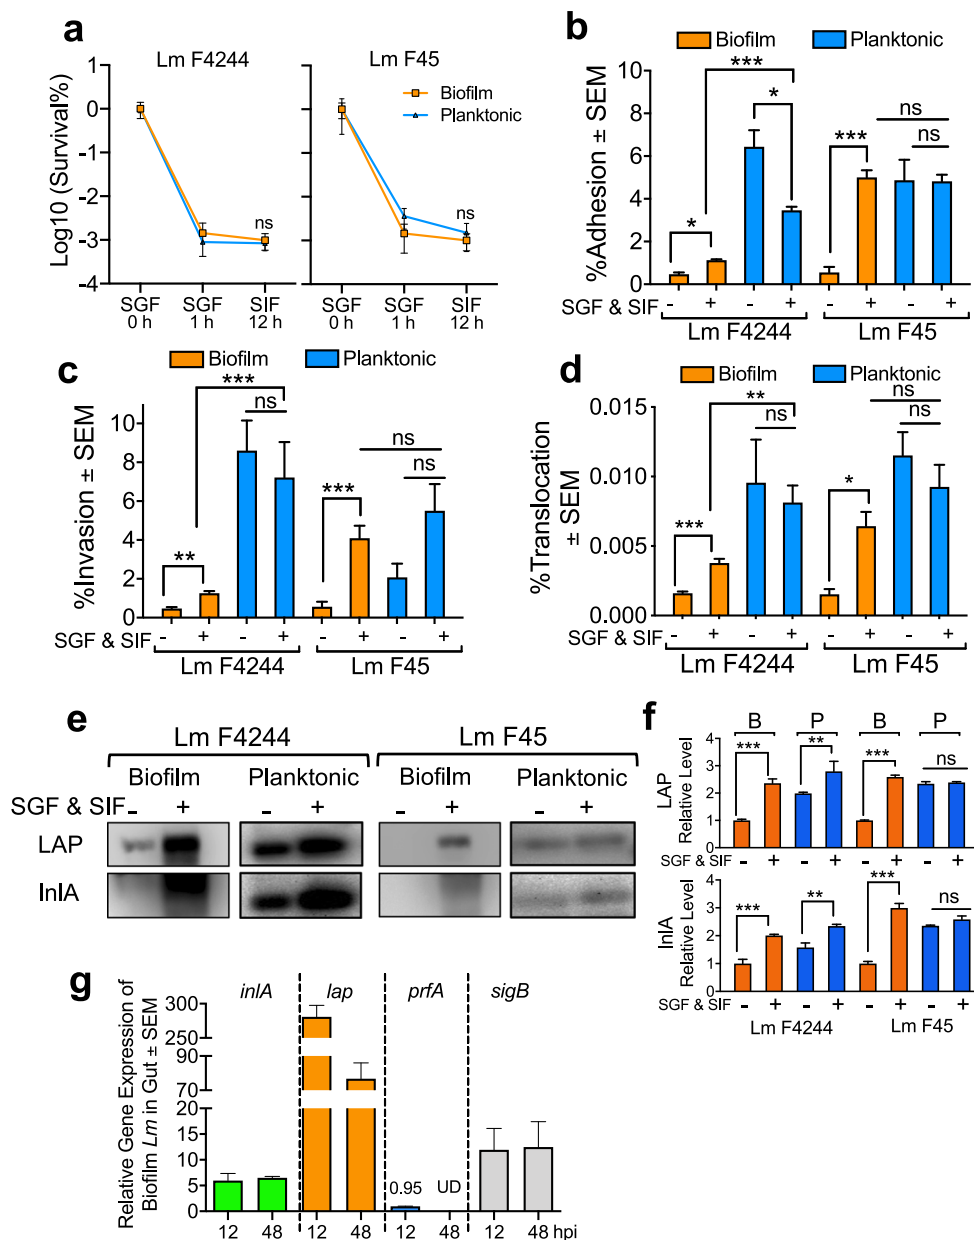 a
Lm F4244
Lm F45
Log10 (Survival%)
1
0
-1
-2
-3
-4
Biofilm
Planktonic
ns
ns
SGF
0 h
SGF
1 h
SIF
12 h
SGF
0 h
SGF
1 h
SIF
12 h
b
Biofilm
Planktonic
%Adhesion ± SEM
10
8
6
4
2
0
*
***
*
***
ns
ns
SGF & SIF
- + - + - + - +
Lm F4244
Lm F45
c
Biofilm
Planktonic
%Invasion ± SEM
10
8
6
4
2
0
**
***
ns
***
ns
ns
SGF & SIF
- + - + - + - +
Lm F4244
Lm F45
d
Biofilm
Planktonic
%Translocation
± SEM
0.015
0.010
0.005
0.000
***
**
ns
*
ns
ns
SGF & SIF
- + - + - + - +
Lm F4244
Lm F45
e
Lm F4244
Lm F45
Biofilm
Planktonic
Biofilm
Planktonic
SGF & SIF
- + - + - + - +
LAP
InlA
f
B P B P
LAP
Relative Level
4
3
2
1
0
***
**
***
ns
SGF & SIF
- + - + - + - +
InlA
Relative Level
4
3
2
1
0
***
**
***
ns
SGF & SIF
- + - + - + - +
Lm F4244
Lm F45
g
Relative Gene Expression of
Biofilm Lm in Gut ± SEM
inlA lap prfA sigB
300
250
90
70
20
15
10
5
0
0.95
UD
12 48 12 48 12 48 12 48 hpi